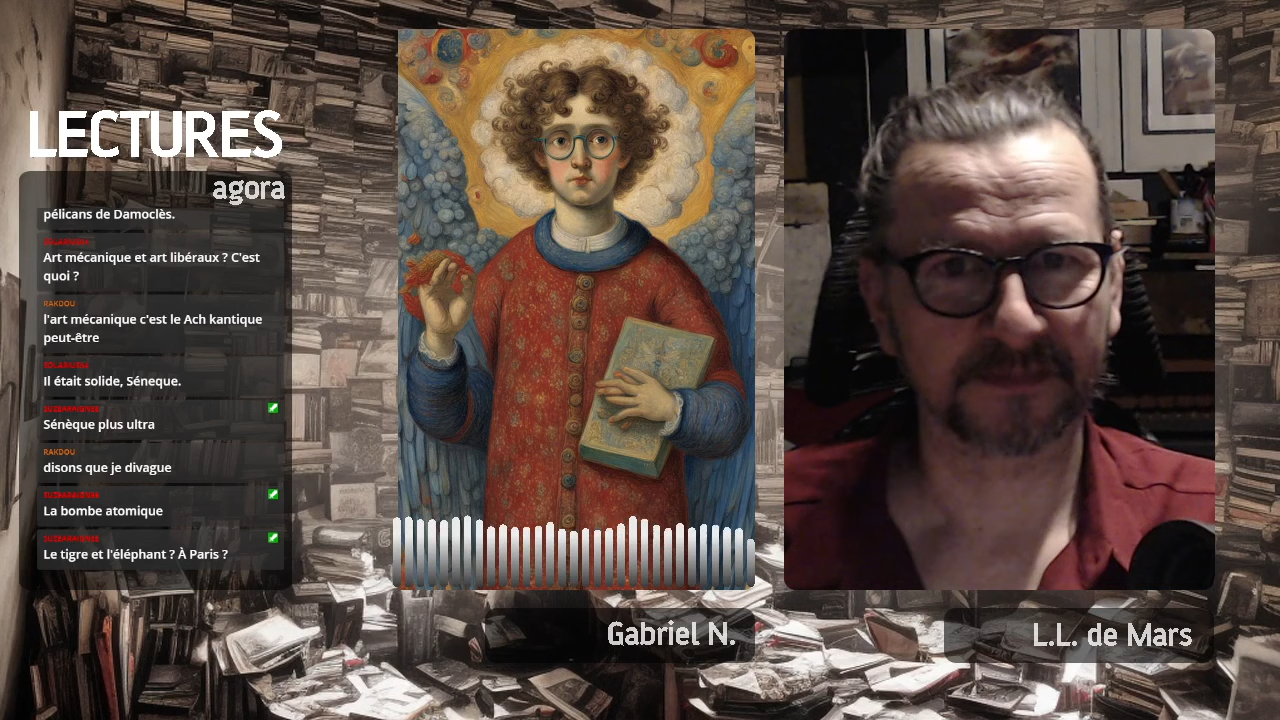 LECTURES
agora
pélicans de Damoclès.
Art mécanique et art libéraux ? C'est
quoi ?
RAKDOU
l'art mécanique c'est le Ach kantique
peut-être
Il était solide, Séneque.
Sénèque plus ultra
RAKDOU
disons que je divague
La bombe atomique
Le tigre et l'éléphant ? À Paris ?
Gabriel N.
L.L. de Mars